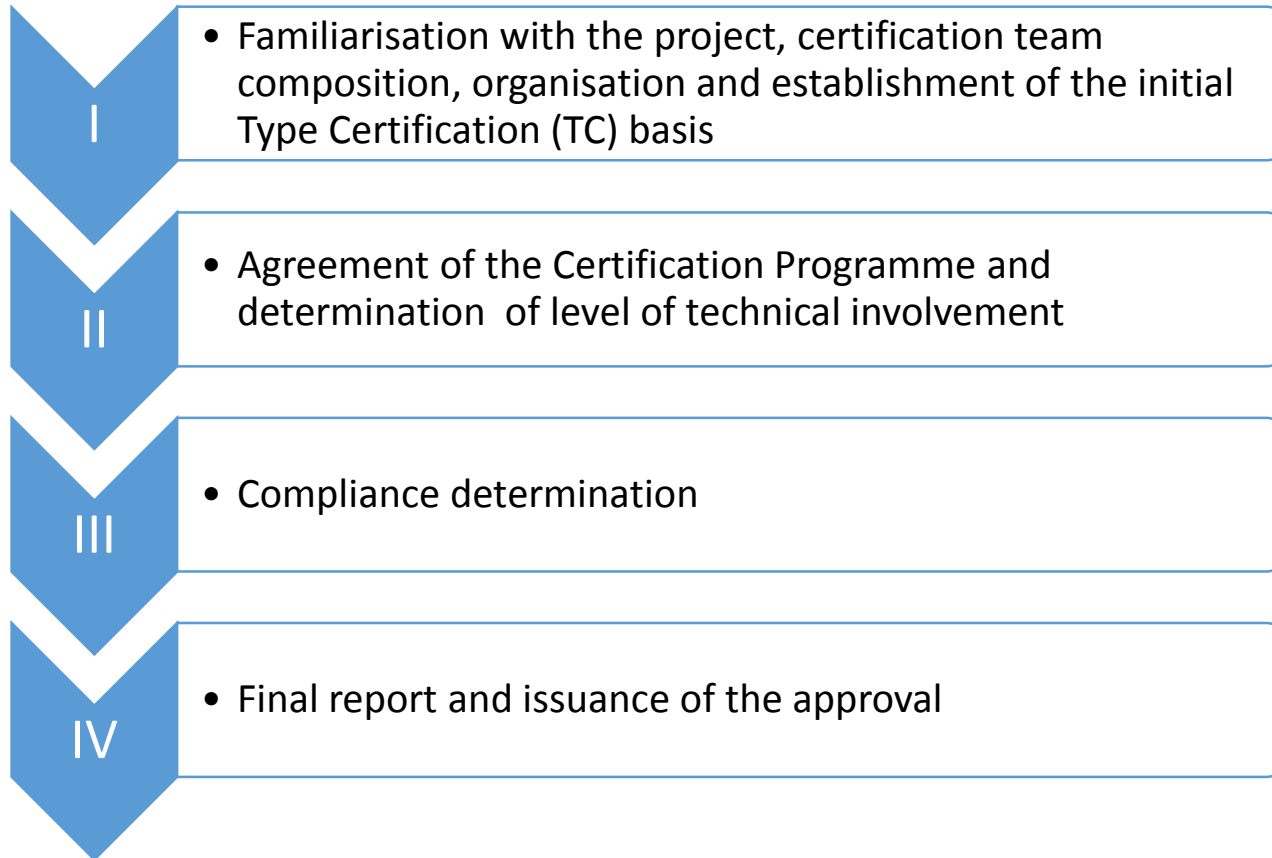 I
• Familiarisation with the project, certification team
composition, organisation and establishment of the initial
Type Certification (TC) basis
II
• Agreement of the Certification Programme and
determination  of level of technical involvement
III
• Compliance determination
IV
• Final report and issuance of the approval